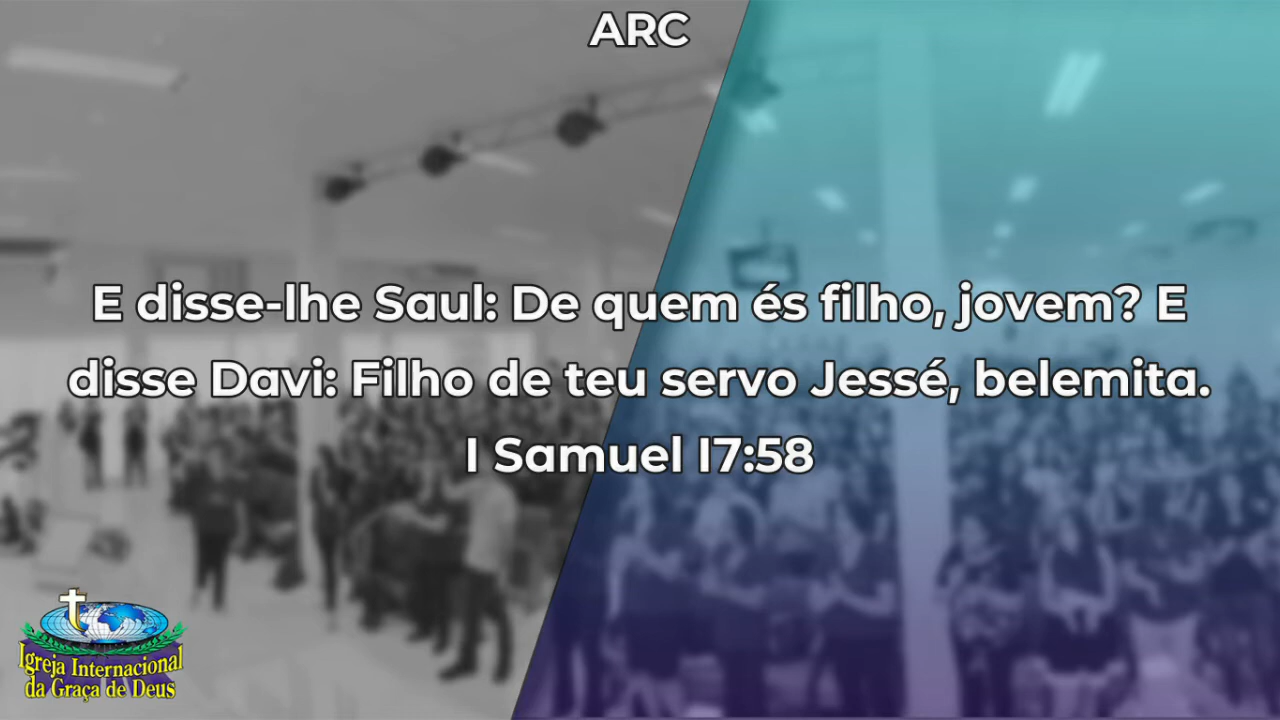 ARC
E disse-lhe Saul: De quem és filho, jovem? E
disse Davi: Filho de teu servo Jessé, belemita.
I Samuel 17:58
Igreja Internacional
da Graça de Deus